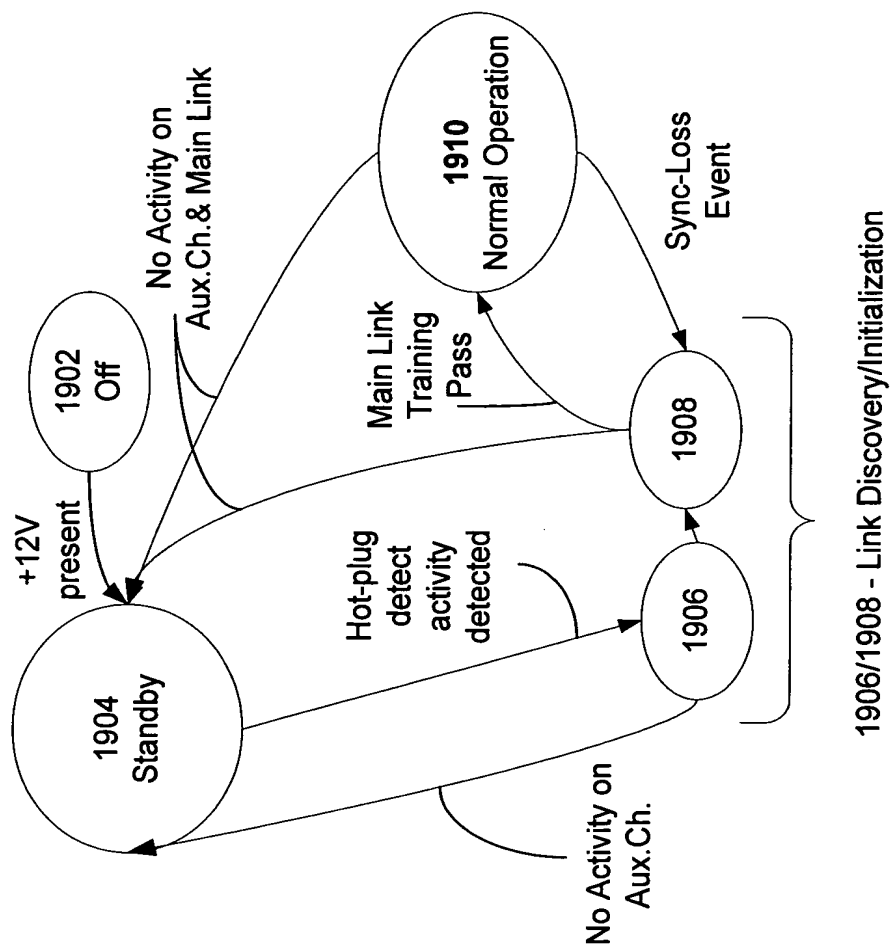 1902
Off
+12V
present
1904
Standby
No Activity on
Aux.Ch.& Main Link
Hot-plug
detect
activity
detected
Main Link
Training
Pass
1910
Normal Operation
No Activity on
Aux.Ch.
1906
1908
Sync-Loss
Event
1906/1908 - Link Discovery/Initialization